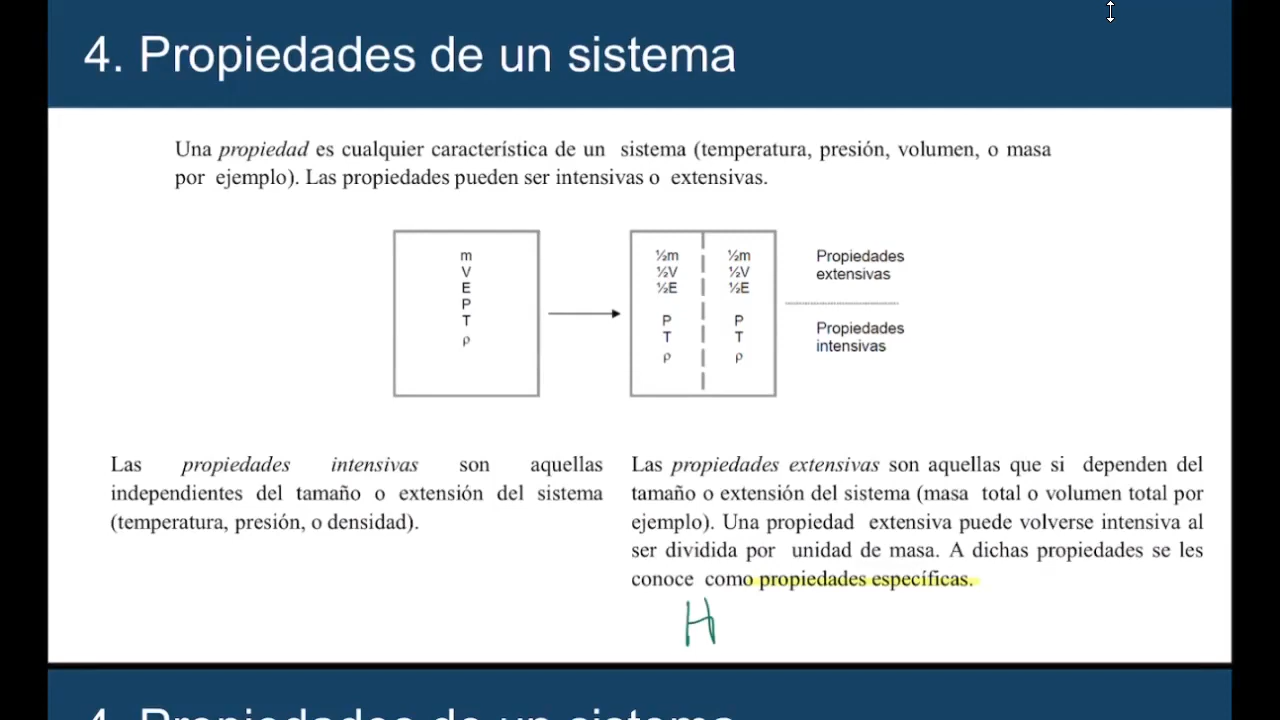 4. Propiedades de un sistema
Una propiedad es cualquier característica de un sistema (temperatura, presión, volumen, o masa
por ejemplo). Las propiedades pueden ser intensivas o extensivas.
m
V
E
P
T
ρ
½m ½m
½V ½V
½E ½E
P P
T T
ρ ρ
Propiedades
extensivas
Propiedades
intensivas
Las propiedades intensivas son aquellas
independientes del tamaño o extensión del sistema
(temperatura, presión, o densidad).
Las propiedades extensivas son aquellas que si dependen del
tamaño o extensión del sistema (masa total o volumen total por
ejemplo). Una propiedad extensiva puede volverse intensiva al
ser dividida por unidad de masa. A dichas propiedades se les
conoce como propiedades específicas.
H
4. Propiedades de un sistema